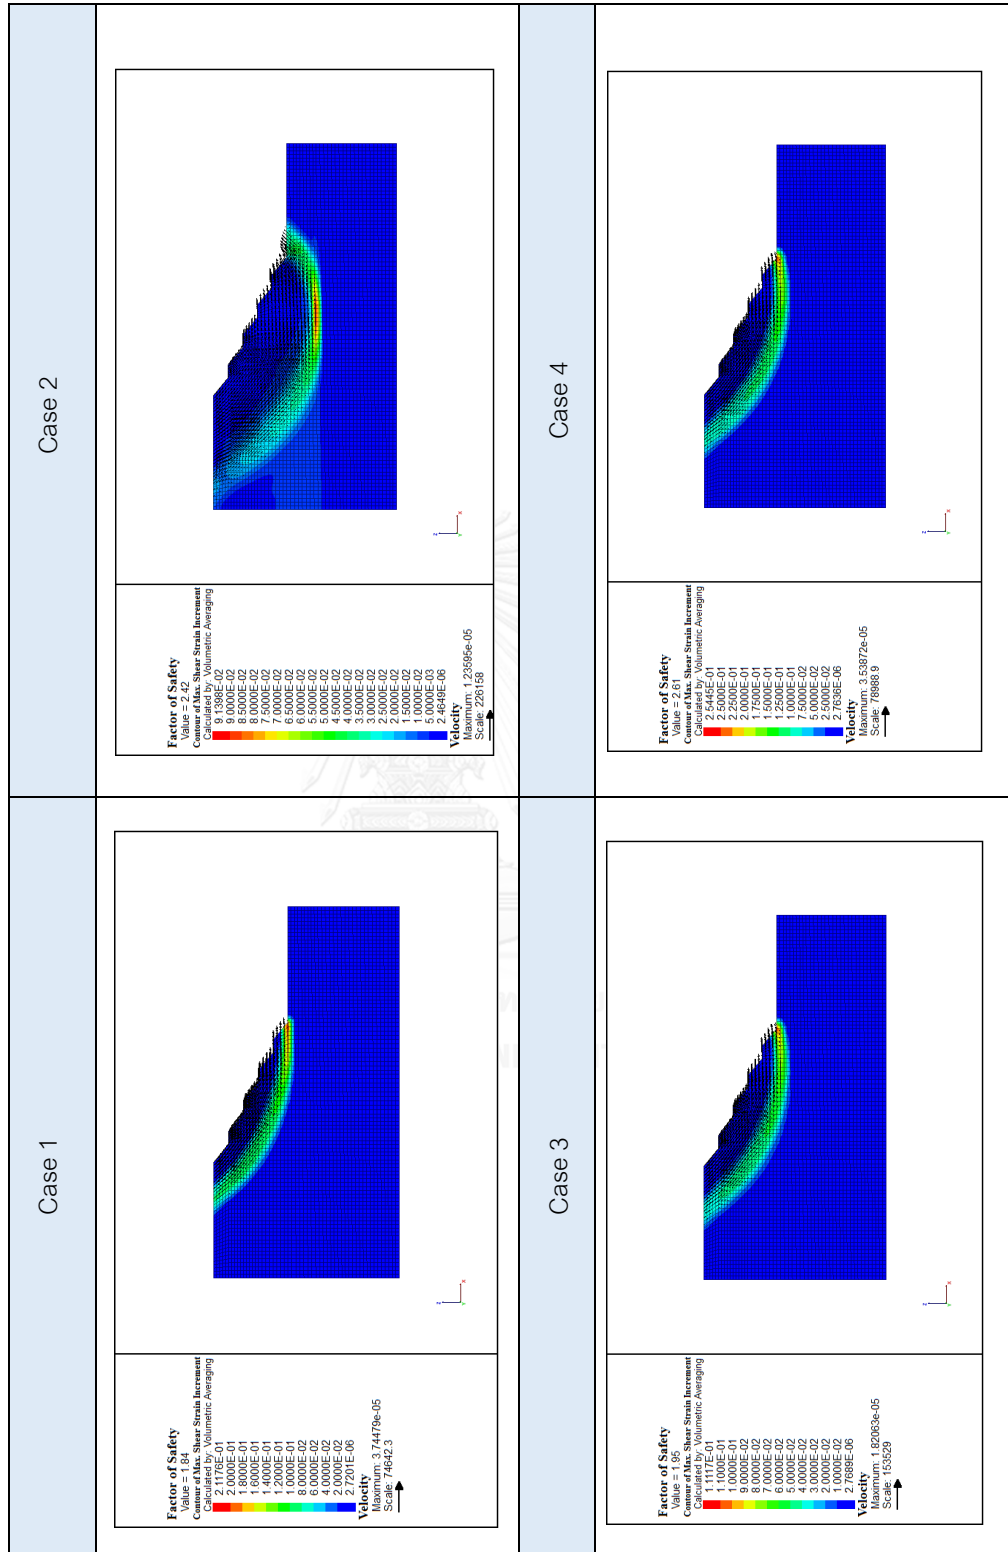 Case 1
Case 2
Factor of Safety
Value = 1.84
Contour of Max. Shear Strain Increment
Calculated by: Volumetric Averaging
2.1176E-01
2.0000E-01
1.8000E-01
1.6000E-01
1.4000E-01
1.2000E-01
1.0000E-01
8.0000E-02
6.0000E-02
4.0000E-02
2.0000E-02
2.7201E-06
Velocity
Maximum: 3.74479e-05
Scale: 74642.3
Factor of Safety
Value = 2.42
Contour of Max. Shear Strain Increment
Calculated by: Volumetric Averaging
9.1398E-02
9.0000E-02
8.5000E-02
8.0000E-02
7.5000E-02
7.0000E-02
6.5000E-02
6.0000E-02
5.5000E-02
5.0000E-02
4.5000E-02
4.0000E-02
3.5000E-02
3.0000E-02
2.5000E-02
2.0000E-02
1.5000E-02
1.0000E-02
5.0000E-03
2.4649E-06
Velocity
Maximum: 1.23595e-05
Scale: 226158
Case 3
Case 4
Factor of Safety
Value = 1.95
Contour of Max. Shear Strain Increment
Calculated by: Volumetric Averaging
1.1117E-01
1.1000E-01
1.0000E-01
9.0000E-02
8.0000E-02
7.0000E-02
6.0000E-02
5.0000E-02
4.0000E-02
3.0000E-02
2.0000E-02
1.0000E-02
2.7689E-06
Velocity
Maximum: 1.82063e-05
Scale: 153529
Factor of Safety
Value = 2.61
Contour of Max. Shear Strain Increment
Calculated by: Volumetric Averaging
2.5445E-01
2.5000E-01
2.2500E-01
2.0000E-01
1.7500E-01
1.5000E-01
1.2500E-01
1.0000E-01
7.5000E-02
5.0000E-02
2.5000E-02
2.7636E-06
Velocity
Maximum: 3.53872e-05
Scale: 78988.9